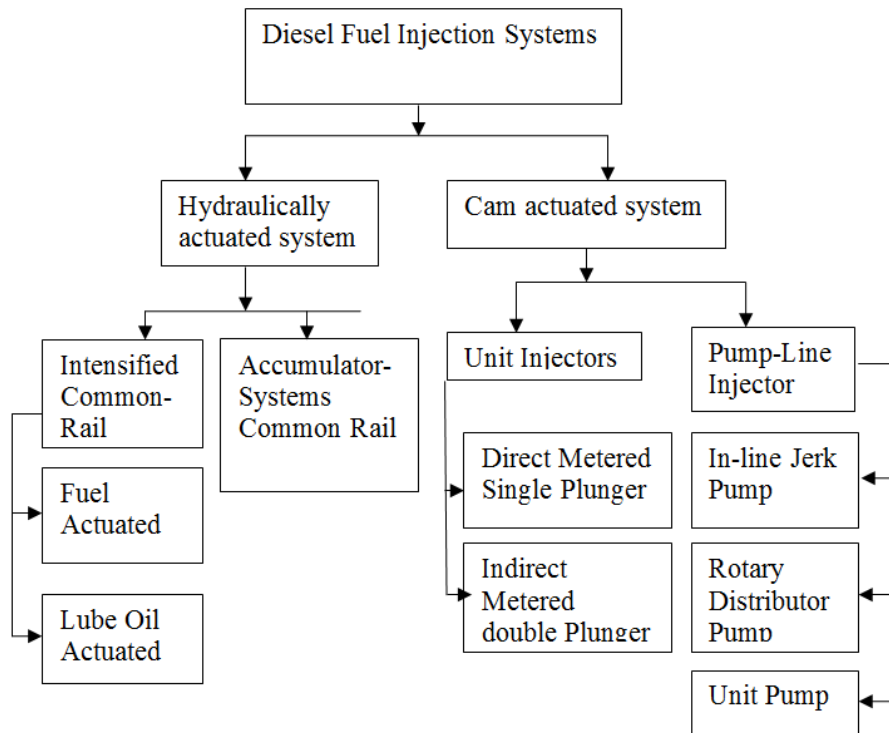 Diesel Fuel Injection Systems
Hydraulically
actuated system
Cam actuated system
Intensified
Common-
Rail
Accumulator-
Systems
Common Rail
Unit Injectors
Pump-Line
Injector
Fuel
Actuated
Lube Oil
Actuated
Direct Metered
Single Plunger
Indirect
Metered
double Plunger
In-line Jerk
Pump
Rotary
Distributor
Pump
Unit Pump